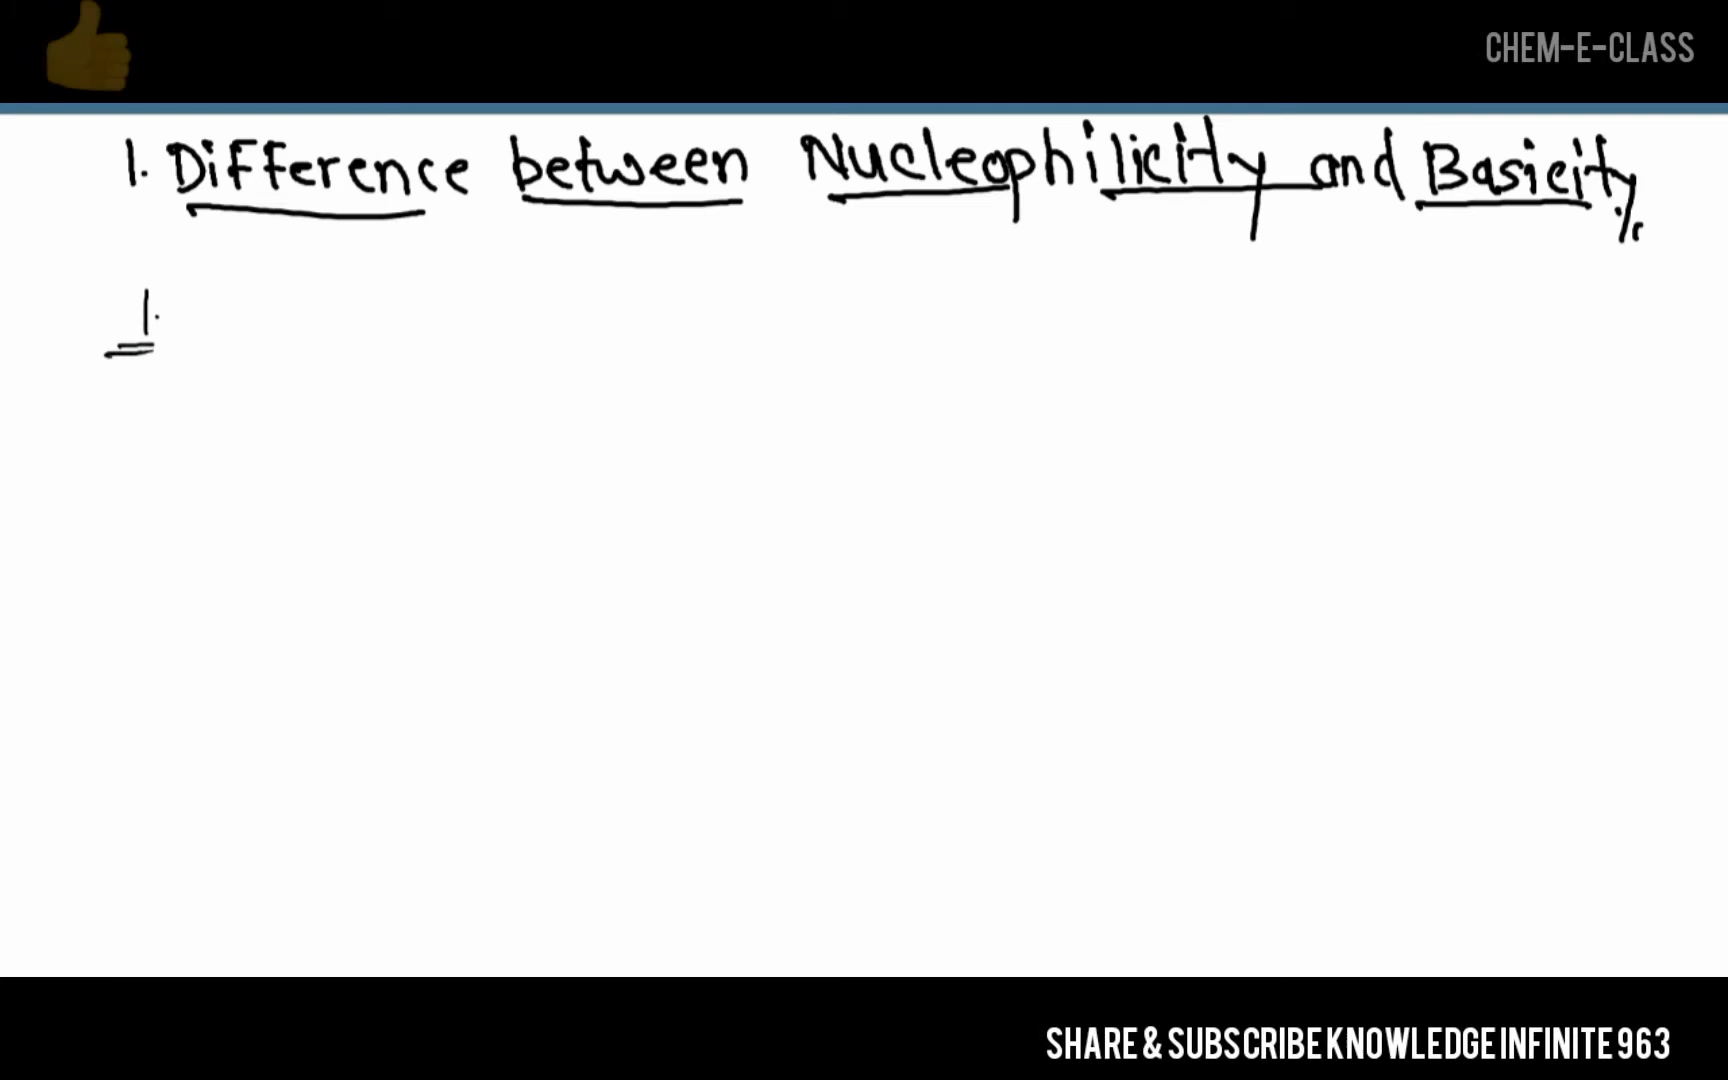 CHEM-E-CLASS
1. Difference between Nucleophilicity and Basicity
1.
SHARE & SUBSCRIBE KNOWLEDGE INFINITE 963